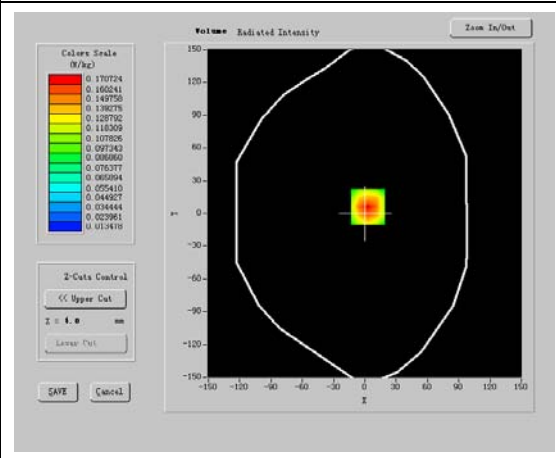 Volume Radiated Intensity
Zoom In/Out
Colors Scale
(W/kg)
0.170724
0.160241
0.149758
0.139275
0.128792
0.118309
0.107826
0.097343
0.086860
0.076377
0.065894
0.055410
0.044927
0.034444
0.023961
0.013478
Z-Cuts Control
<< Upper Cut
Z = 4.0 mm
Lower Cut
SAVE Cancel
150
120
90
60
30
0
-30
-60
-90
-120
-150
Y
-150 -120 -90 -60 -30 0 30 60 90 120 150
X